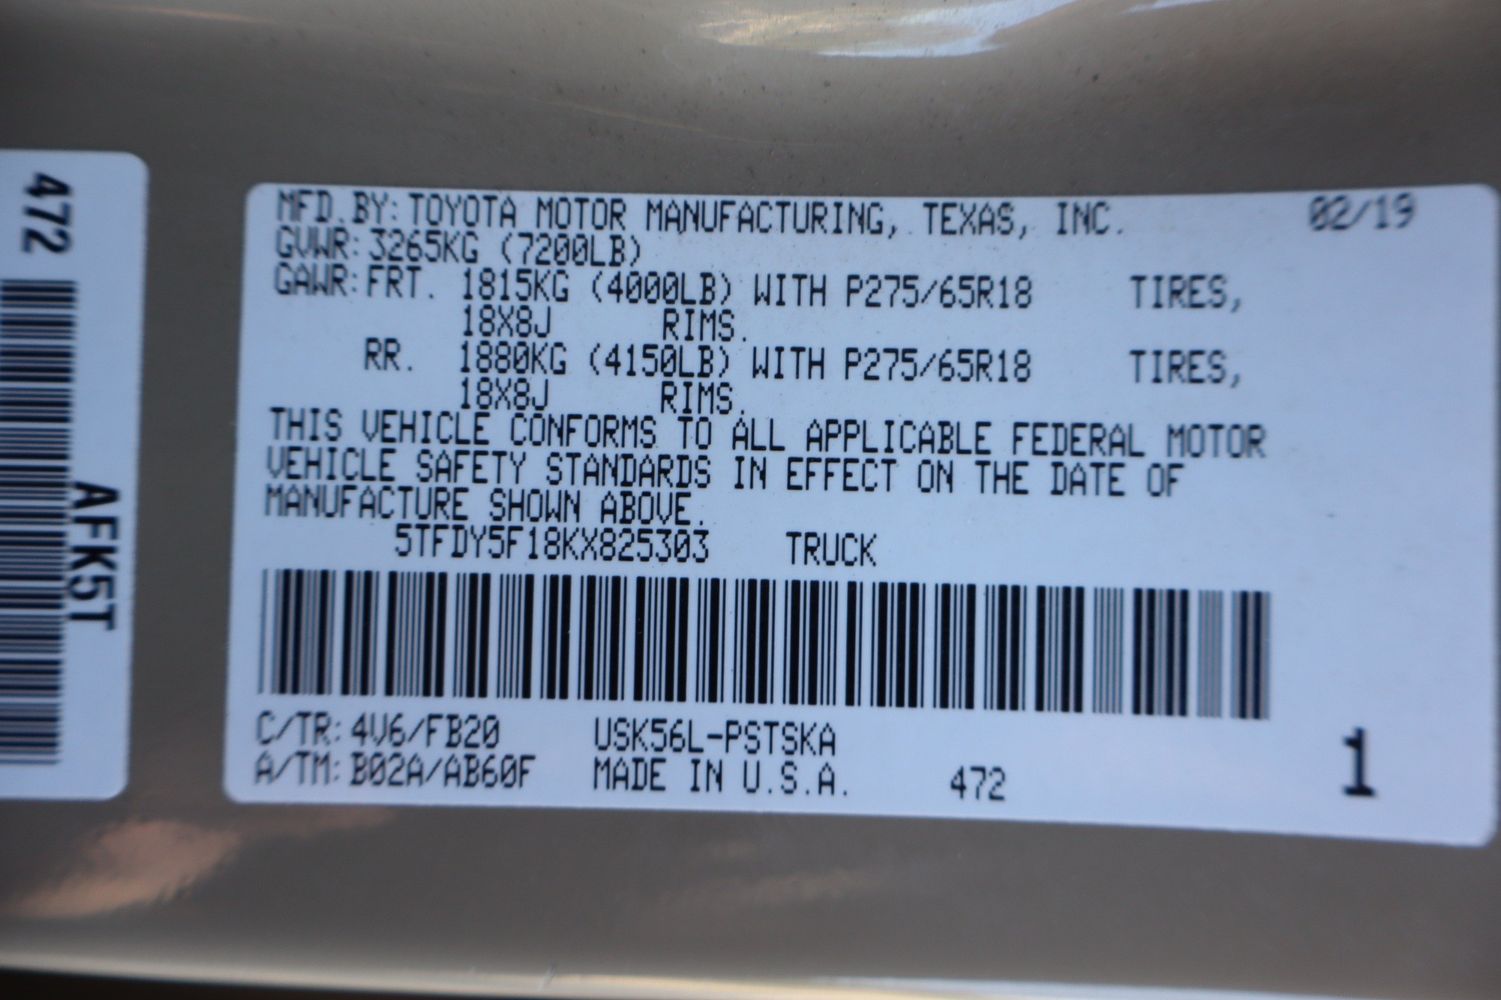 472
AFK5T
MFD. BY: TOYOTA MOTOR MANUFACTURING, TEXAS, INC. 02/19
GVWR: 3265KG (7200LB)
GAWR: FRT. 1815KG (4000LB) WITH P275/65R18 TIRES,
18X8J RIMS.
RR. 1880KG (4150LB) WITH P275/65R18 TIRES,
18X8J RIMS.
THIS VEHICLE CONFORMS TO ALL APPLICABLE FEDERAL MOTOR
VEHICLE SAFETY STANDARDS IN EFFECT ON THE DATE OF
MANUFACTURE SHOWN ABOVE.
5TFDY5F18KX825303 TRUCK
C/TR: 4V6/FB20 USK56L-PSTSKA
A/TM: B02A/AB60F MADE IN U.S.A. 472 1